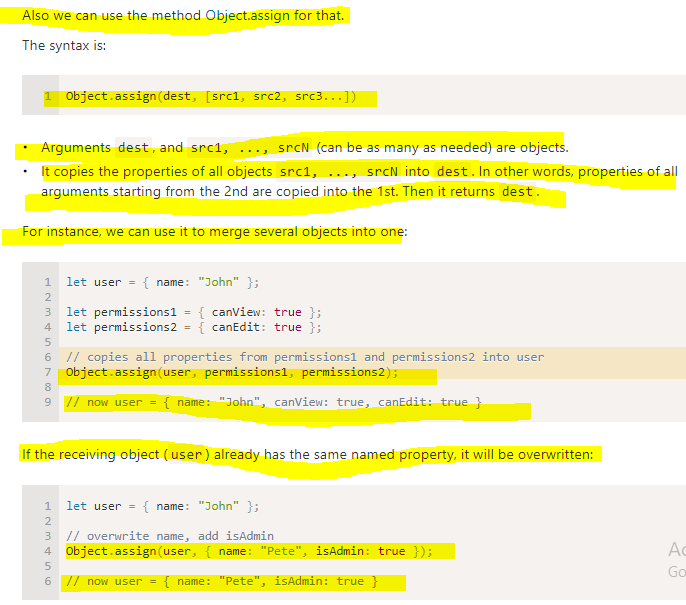 Also we can use the method Object.assign for that.
The syntax is:
1 Object.assign(dest, [src1, src2, src3...])
• Arguments dest, and src1, ..., srcN (can be as many as needed) are objects.
• It copies the properties of all objects src1, ..., srcN into dest. In other words, properties of all
arguments starting from the 2nd are copied into the 1st. Then it returns dest.
For instance, we can use it to merge several objects into one:
1 let user = { name: "John" };
2
3 let permissions1 = { canView: true };
4 let permissions2 = { canEdit: true };
5
6 // copies all properties from permissions1 and permissions2 into user
7 Object.assign(user, permissions1, permissions2);
8
9 // now user = { name: "John", canView: true, canEdit: true }
If the receiving object (user) already has the same named property, it will be overwritten:
1 let user = { name: "John" };
2
3 // overwrite name, add isAdmin
4 Object.assign(user, { name: "Pete", isAdmin: true });
5
6 // now user = { name: "Pete", isAdmin: true }